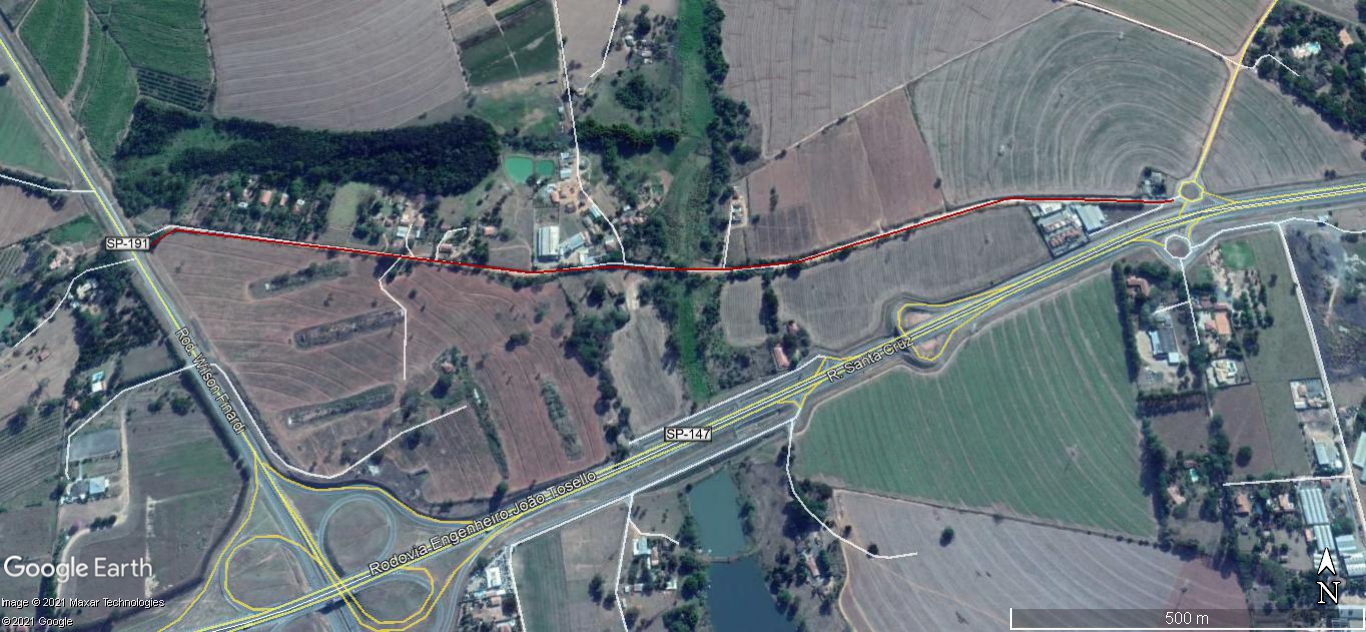 SP-191
Rod. Wilson Finardi
R. Santa Cruz
SP-147
Rodovia Engenheiro João Tosello
Google Earth
Image © 2021 Maxar Technologies
©2021 Google
N
500 m